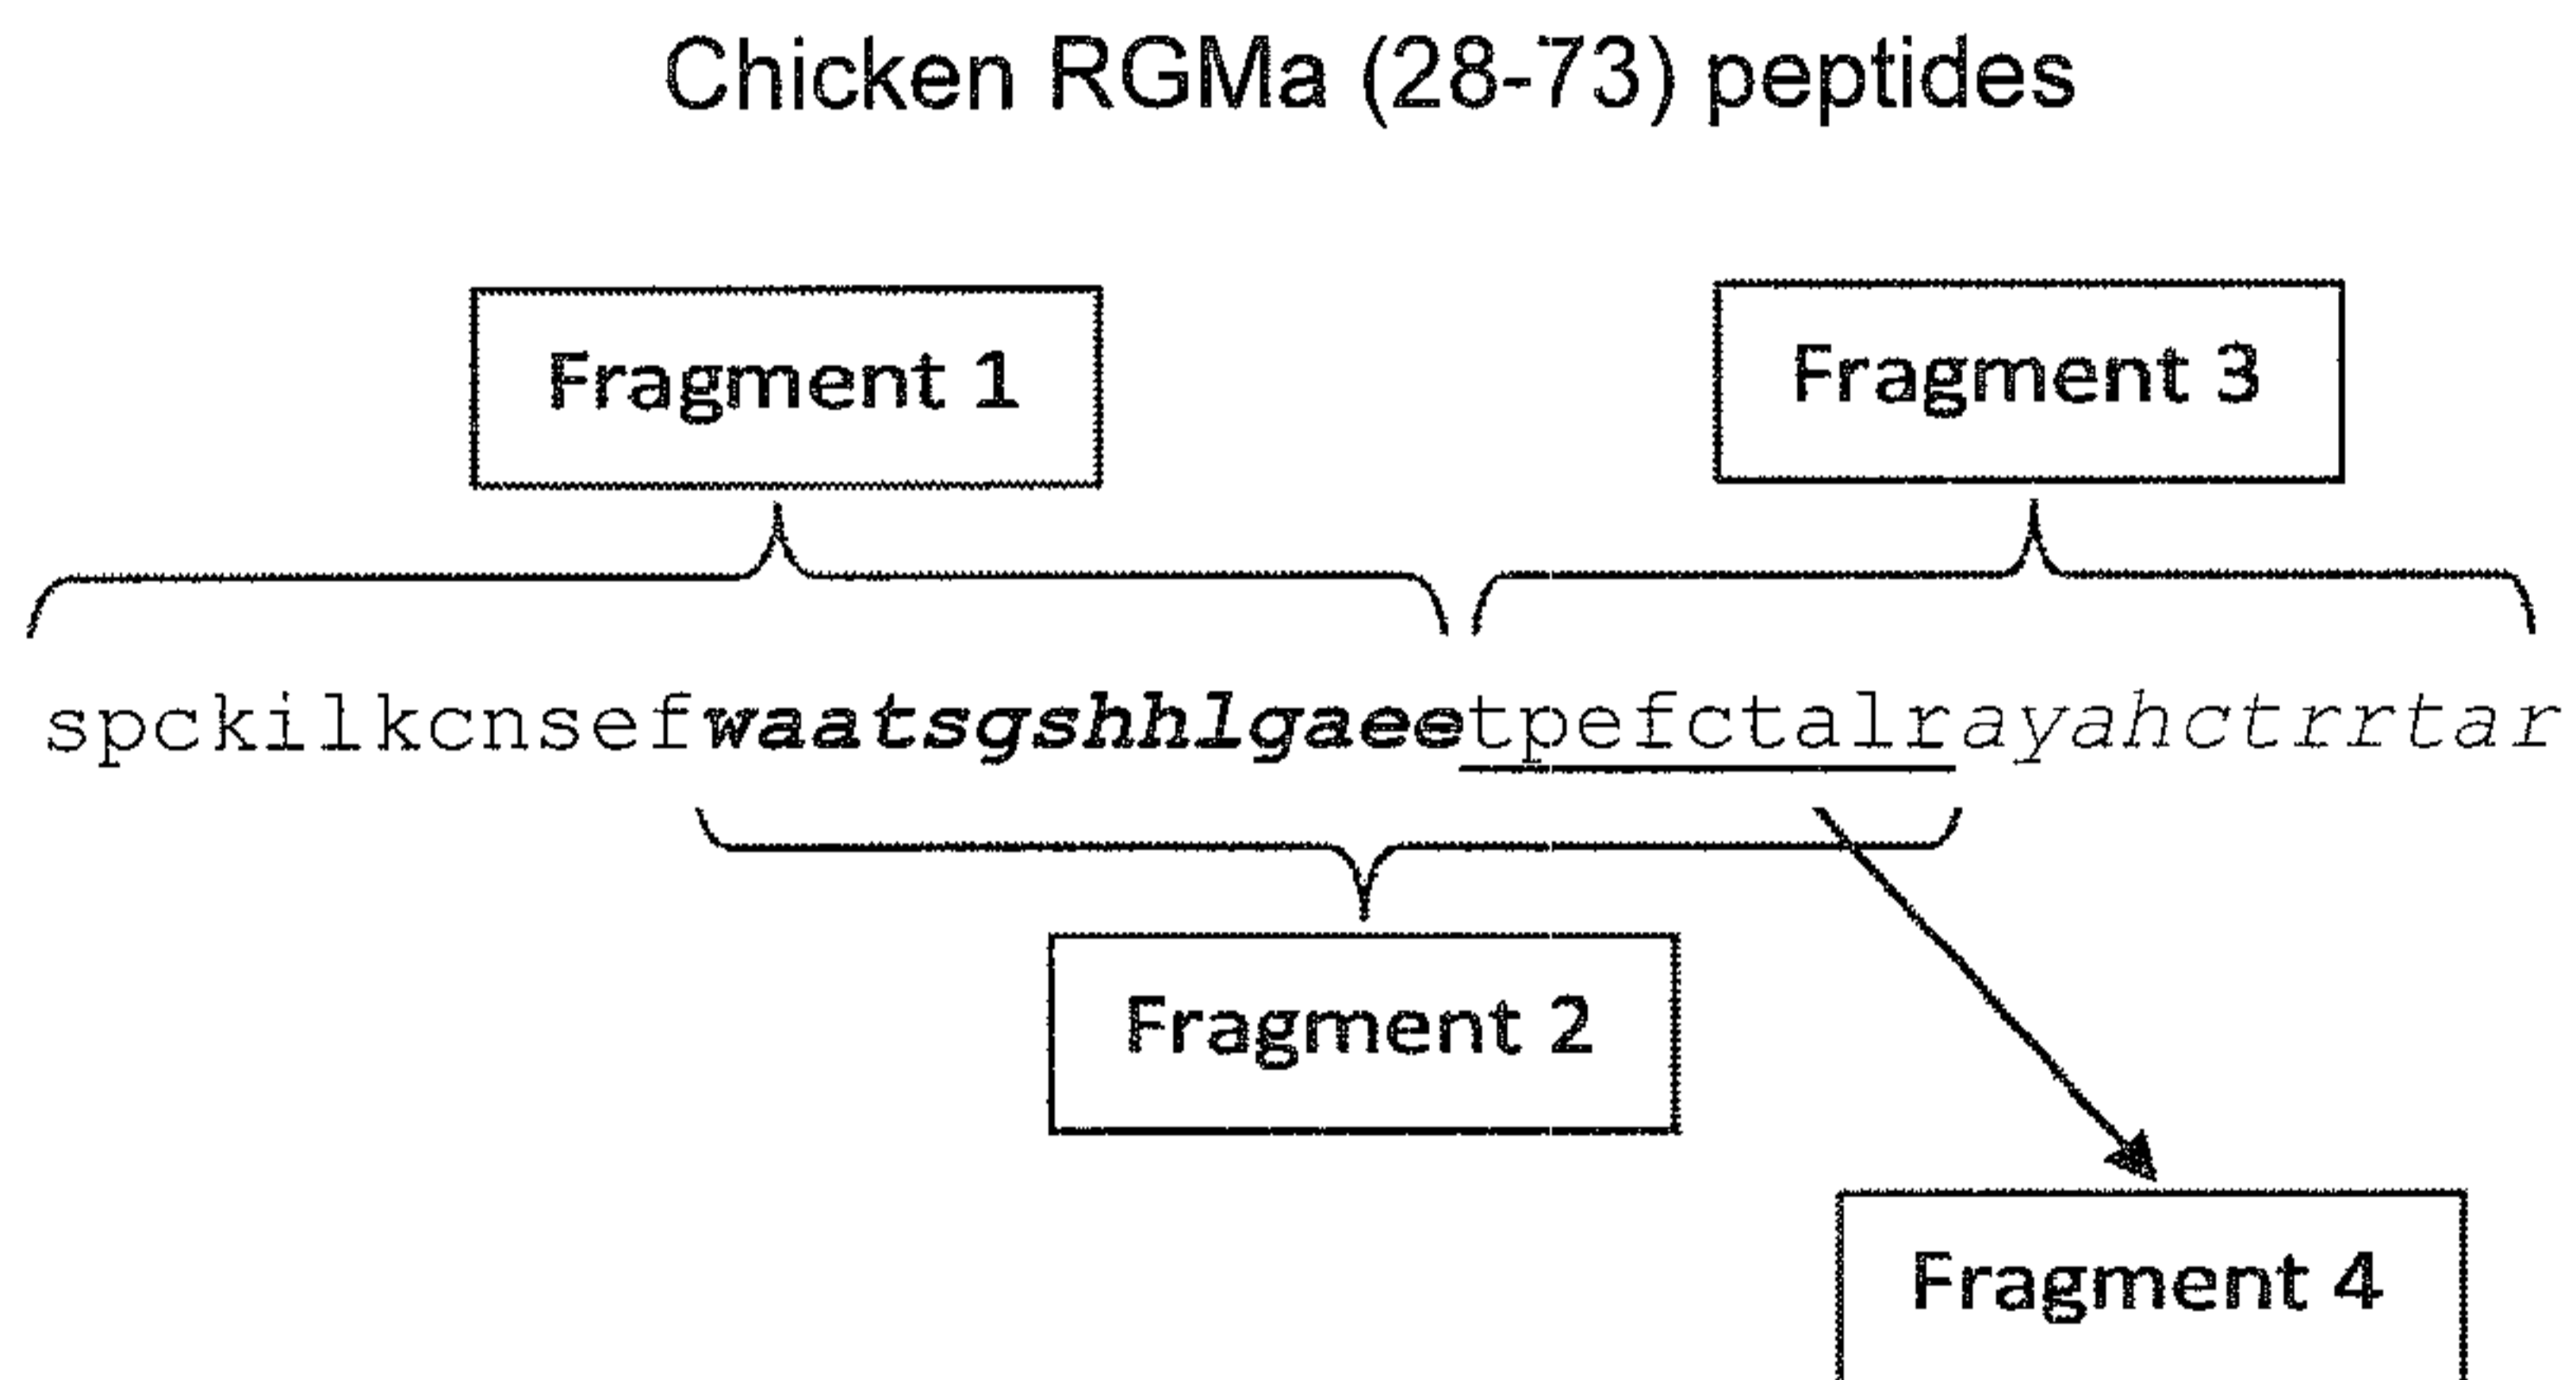 Chicken RGMa (28-73) peptides
Fragment 1
Fragment 3
spckilkcnsefwaatsgshhlgaeetpefctalrayahctrrtar
Fragment 2
Fragment 4